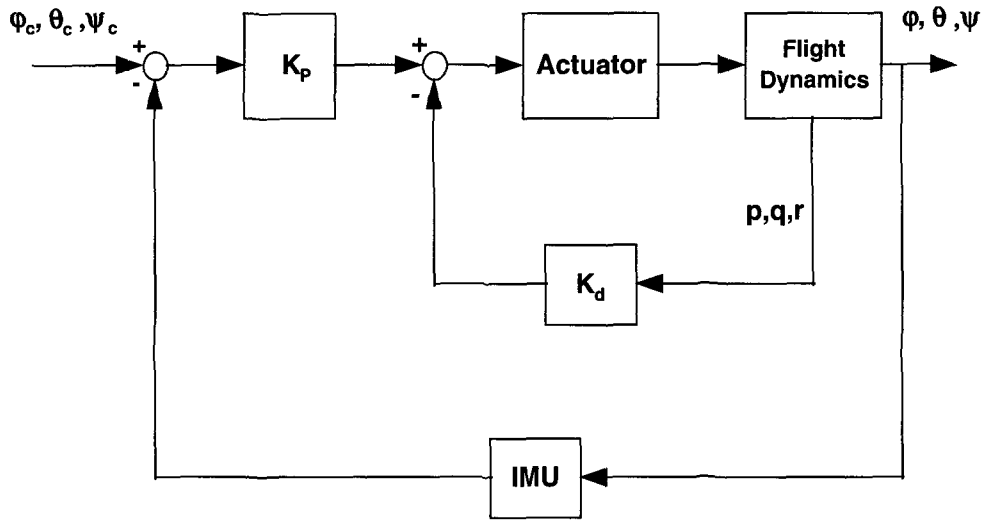 φc, θc ,ψc
φ, θ ,ψ
+
-
KP
+
-
Actuator
Flight
Dynamics
p,q,r
Kd
IMU